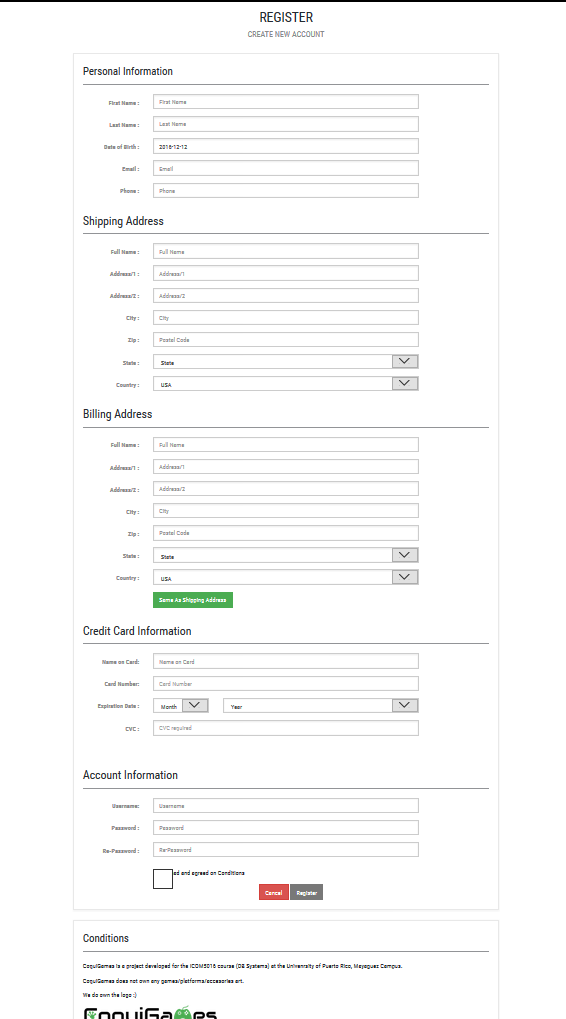 REGISTER
CREATE NEW ACCOUNT
Personal Information
First Name : First Name
Last Name : Last Name
Date of Birth : 2016-12-12
Email : Email
Phone : Phone
Shipping Address
Full Name : Full Name
Address/1 : Address/1
Address/2 : Address/2
City : City
Zip : Postal Code
State : State
Country : USA
Billing Address
Full Name : Full Name
Address/1 : Address/1
Address/2 : Address/2
City : City
Zip : Postal Code
State : State
Country : USA
Same As Shipping Address
Credit Card Information
Name on Card: Name on Card
Card Number: Card Number
Expiration Date : Month Year
CVC : CVC required
Account Information
Username: Username
Password : Password
Re-Password : Re-Password
ed and agreed on Conditions
Cancel Register
Conditions
CoquiGames is a project developed for the ICOM5016 course (DB Systems) at the University of Puerto Rico, Mayaguez Campus.
CoquiGames does not own any games/platforms/accesories art.
We do own the logo :)
CoquiGames